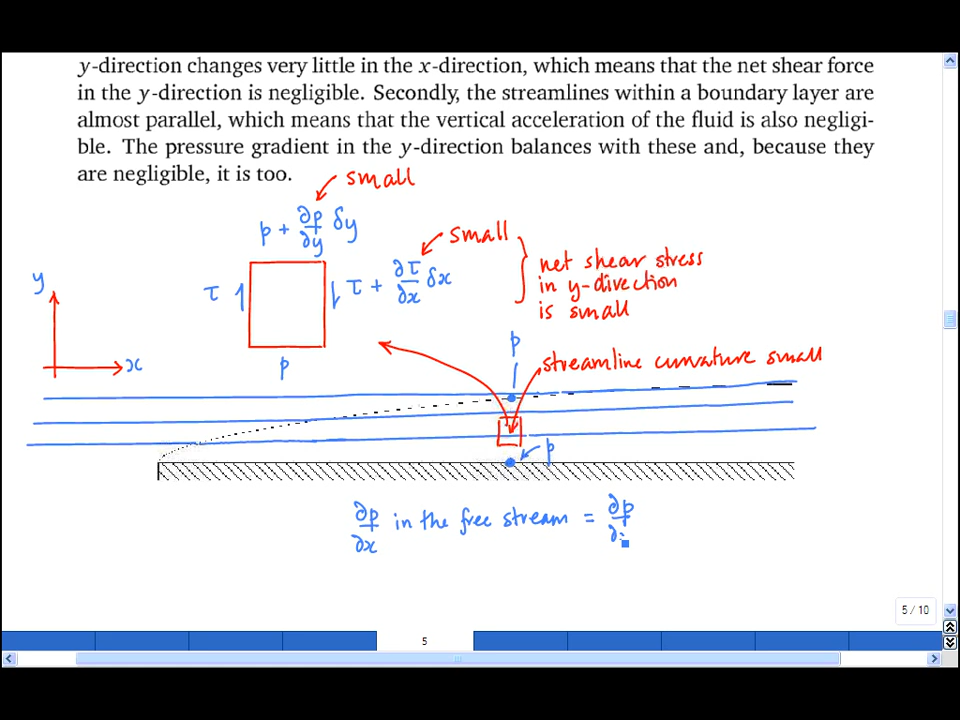 y-direction changes very little in the x-direction, which means that the net shear force
in the y-direction is negligible. Secondly, the streamlines within a boundary layer are
almost parallel, which means that the vertical acceleration of the fluid is also negligi-
ble. The pressure gradient in the y-direction balances with these and, because they
are negligible, it is too.
small
p + ∂p/∂y δy
small
τ
τ + ∂τ/∂x δx
net shear stress
in y-direction
is small
y
x
p
p
streamline curvature small
p
∂p/∂x in the free stream = ∂p/∂
5 / 10
5